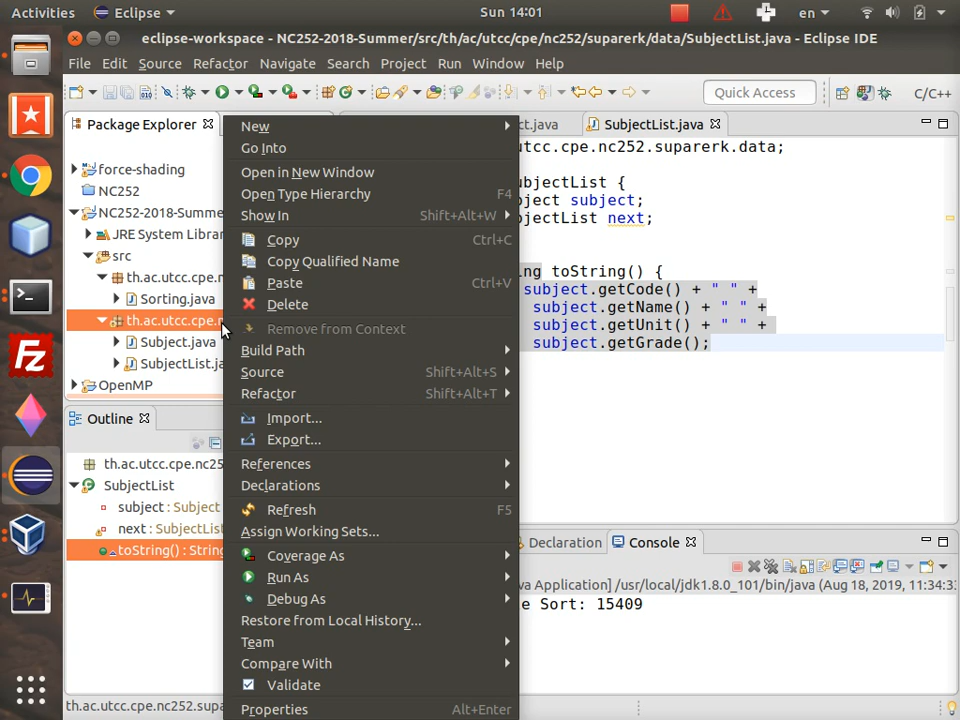 Activities
Eclipse
Sun 14:01
en
eclipse-workspace - NC252-2018-Summer/src/th/ac/utcc/cpe/nc252/suparerk/data/SubjectList.java - Eclipse IDE
File Edit Source Refactor Navigate Search Project Run Window Help
Quick Access
C/C++
Package Explorer
force-shading
NC252
NC252-2018-Summe
JRE System Librar
src
th.ac.utcc.cpe.n
Sorting.java
th.ac.utcc.cpe.n
Subject.java
SubjectList.ja
OpenMP
Outline
th.ac.utcc.cpe.nc25
SubjectList
subject : Subject
next : SubjectList
toString() : String
New
Go Into
Open in New Window
Open Type Hierarchy F4
Show In Shift+Alt+W
Copy Ctrl+C
Copy Qualified Name
Paste Ctrl+V
Delete
Remove from Context
Build Path
Source Shift+Alt+S
Refactor Shift+Alt+T
Import...
Export...
References
Declarations
Refresh F5
Assign Working Sets...
Coverage As
Run As
Debug As
Restore from Local History...
Team
Compare With
Validate
Properties Alt+Enter
ct.java
SubjectList.java
utcc.cpe.nc252.suparerk.data;
ubjectList {
ject subject;
jectList next;
ng toString() {
subject.getCode() + " " +
subject.getName() + " " +
subject.getUnit() + " " +
subject.getGrade();
Declaration
Console
va Application] /usr/local/jdk1.8.0_101/bin/java (Aug 18, 2019, 11:34:3
e Sort: 15409
th.ac.utcc.cpe.nc252.supa